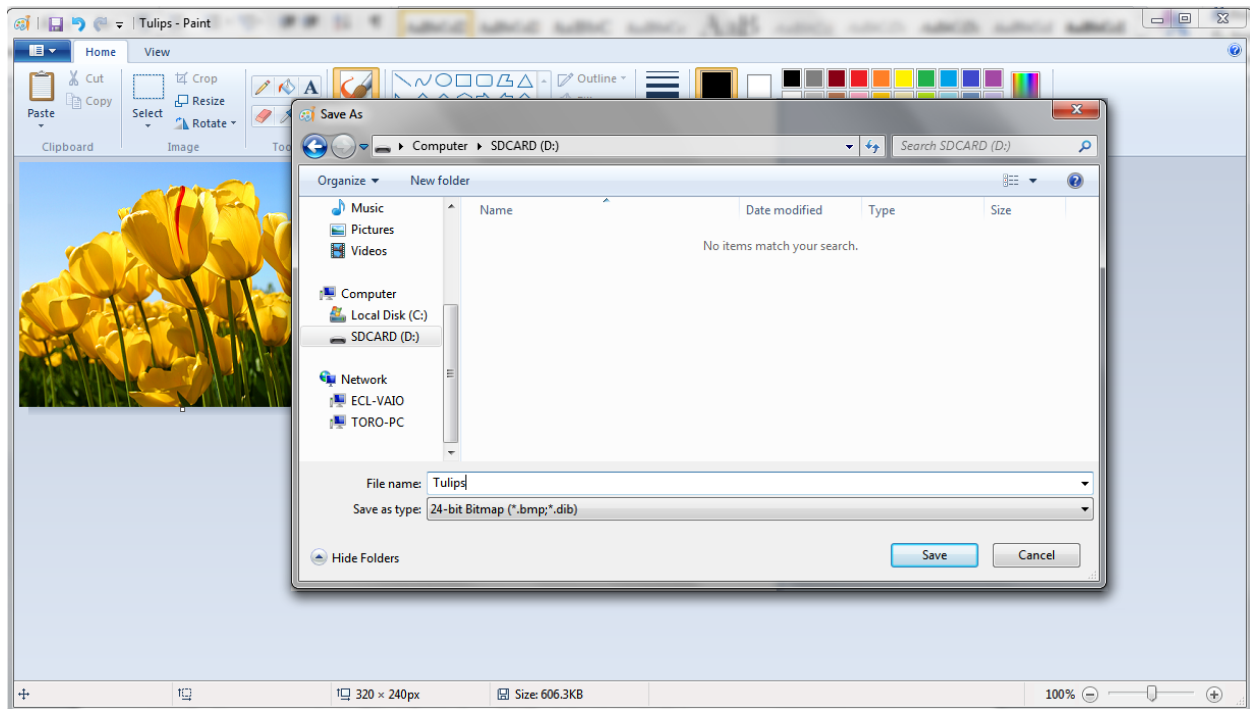 Tulips - Paint
Home View
Cut
Copy
Paste
Clipboard
Crop
Resize
Rotate
Select
Image
A
Outline
Save As
Computer SDCARD (D:)
Search SDCARD (D:)
Organize New folder
Music
Pictures
Videos
Computer
Local Disk (C:)
SDCARD (D:)
Network
ECL-VAIO
TORO-PC
Name Date modified Type Size
No items match your search.
File name: Tulips
Save as type: 24-bit Bitmap (*.bmp;*.dib)
Hide Folders
Save Cancel
320 × 240px Size: 606.3KB 100%